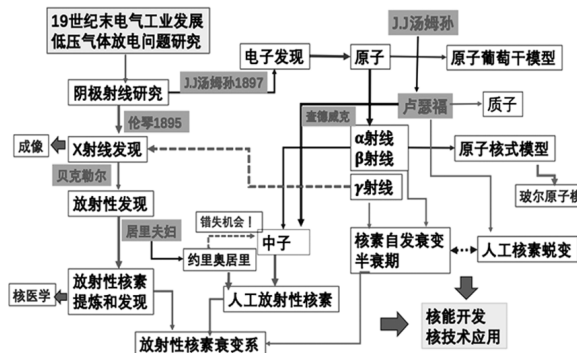 19世纪末电气工业发展
低压气体放电问题研究
J.J汤姆孙
电子发现
原子
原子葡萄干模型
J.J汤姆孙1897
阴极射线研究
查德威克
卢瑟福
质子
伦琴1895
成像
X射线发现
α射线
β射线
原子核式模型
贝克勒尔
γ射线
放射性发现
玻尔原子模
错失机会！
居里夫妇
中子
核素自发衰变
半衰期
人工核素蜕变
约里奥居里
核医学
放射性核素
提炼和发现
人工放射性核素
核能开发
核技术应用
放射性核素衰变系